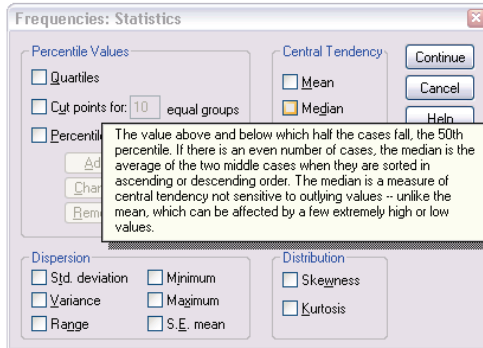 Frequencies: Statistics
Percentile Values
Quartiles
Cut points for: 10 equal groups
Central Tendency
Mean
Median
Continue
Cancel
Help
The value above and below which half the cases fall, the 50th
percentile. If there is an even number of cases, the median is the
average of the two middle cases when they are sorted in
ascending or descending order. The median is a measure of
central tendency not sensitive to outlying values -- unlike the
mean, which can be affected by a few extremely high or low
values.
Dispersion
Std. deviation
Minimum
Variance
Maximum
Range
S.E. mean
Distribution
Skewness
Kurtosis